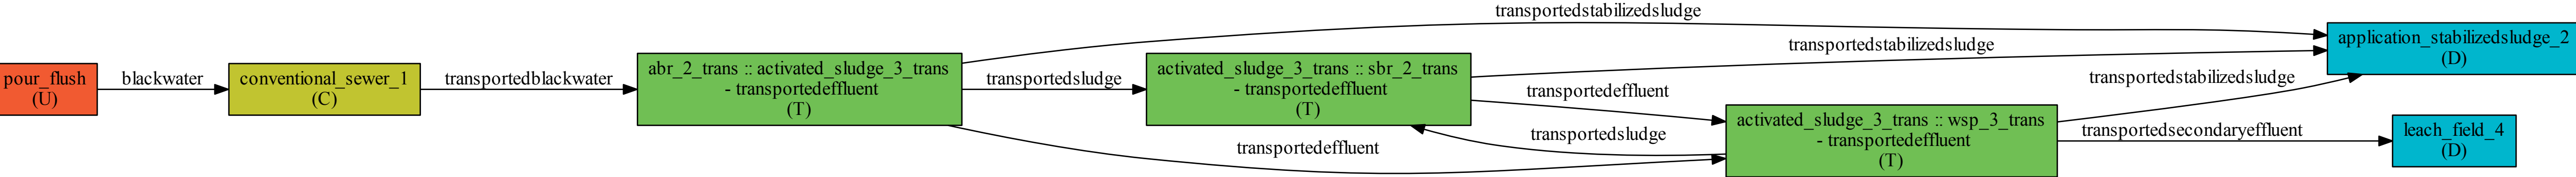 pour_flush
(U)
blackwater
conventional_sewer_1
(C)
transportedblackwater
abr_2_trans :: activated_sludge_3_trans
- transportedeffluent
(T)
transportedstabilizedsludge
transportedsludge
transportedeffluent
activated_sludge_3_trans :: sbr_2_trans
- transportedeffluent
(T)
transportedstabilizedsludge
transportedeffluent
transportedsludge
activated_sludge_3_trans :: wsp_3_trans
- transportedeffluent
(T)
transportedstabilizedsludge
transportedsecondaryeffluent
application_stabilizedsludge_2
(D)
leach_field_4
(D)